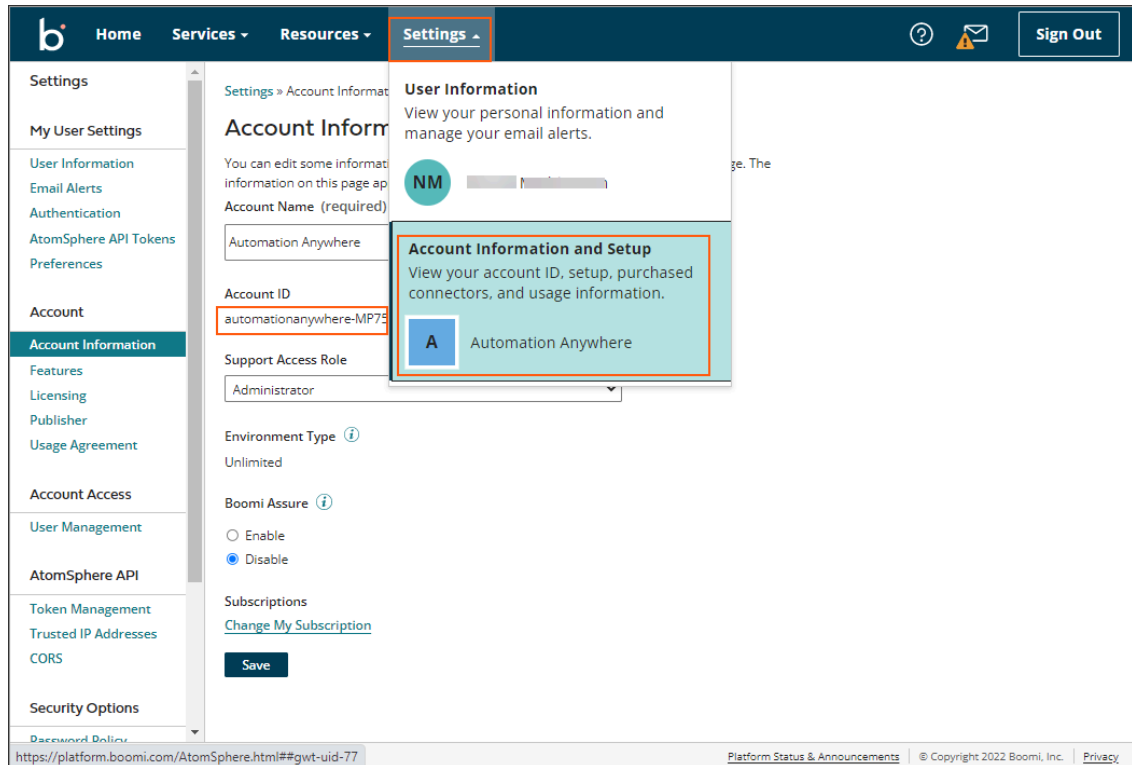 b Home Services Resources Settings Sign Out
Settings
My User Settings
User Information
Email Alerts
Authentication
AtomSphere API Tokens
Preferences
Account
Account Information
Features
Licensing
Publisher
Usage Agreement
Account Access
User Management
AtomSphere API
Token Management
Trusted IP Addresses
CORS
Security Options
Password Policy
Settings » Account Informat
Account Inform
You can edit some informati ge. The
information on this page ap
Account Name (required)
Automation Anywhere
Account ID
automationanywhere-MP75
Support Access Role
Administrator
Environment Type i
Unlimited
Boomi Assure i
Enable
Disable
Subscriptions
Change My Subscription
Save
User Information
View your personal information and
manage your email alerts.
NM
Account Information and Setup
View your account ID, setup, purchased
connectors, and usage information.
A Automation Anywhere
https://platform.boomi.com/AtomSphere.html##gwt-uid-77
Platform Status & Announcements © Copyright 2022 Boomi, Inc. Privacy